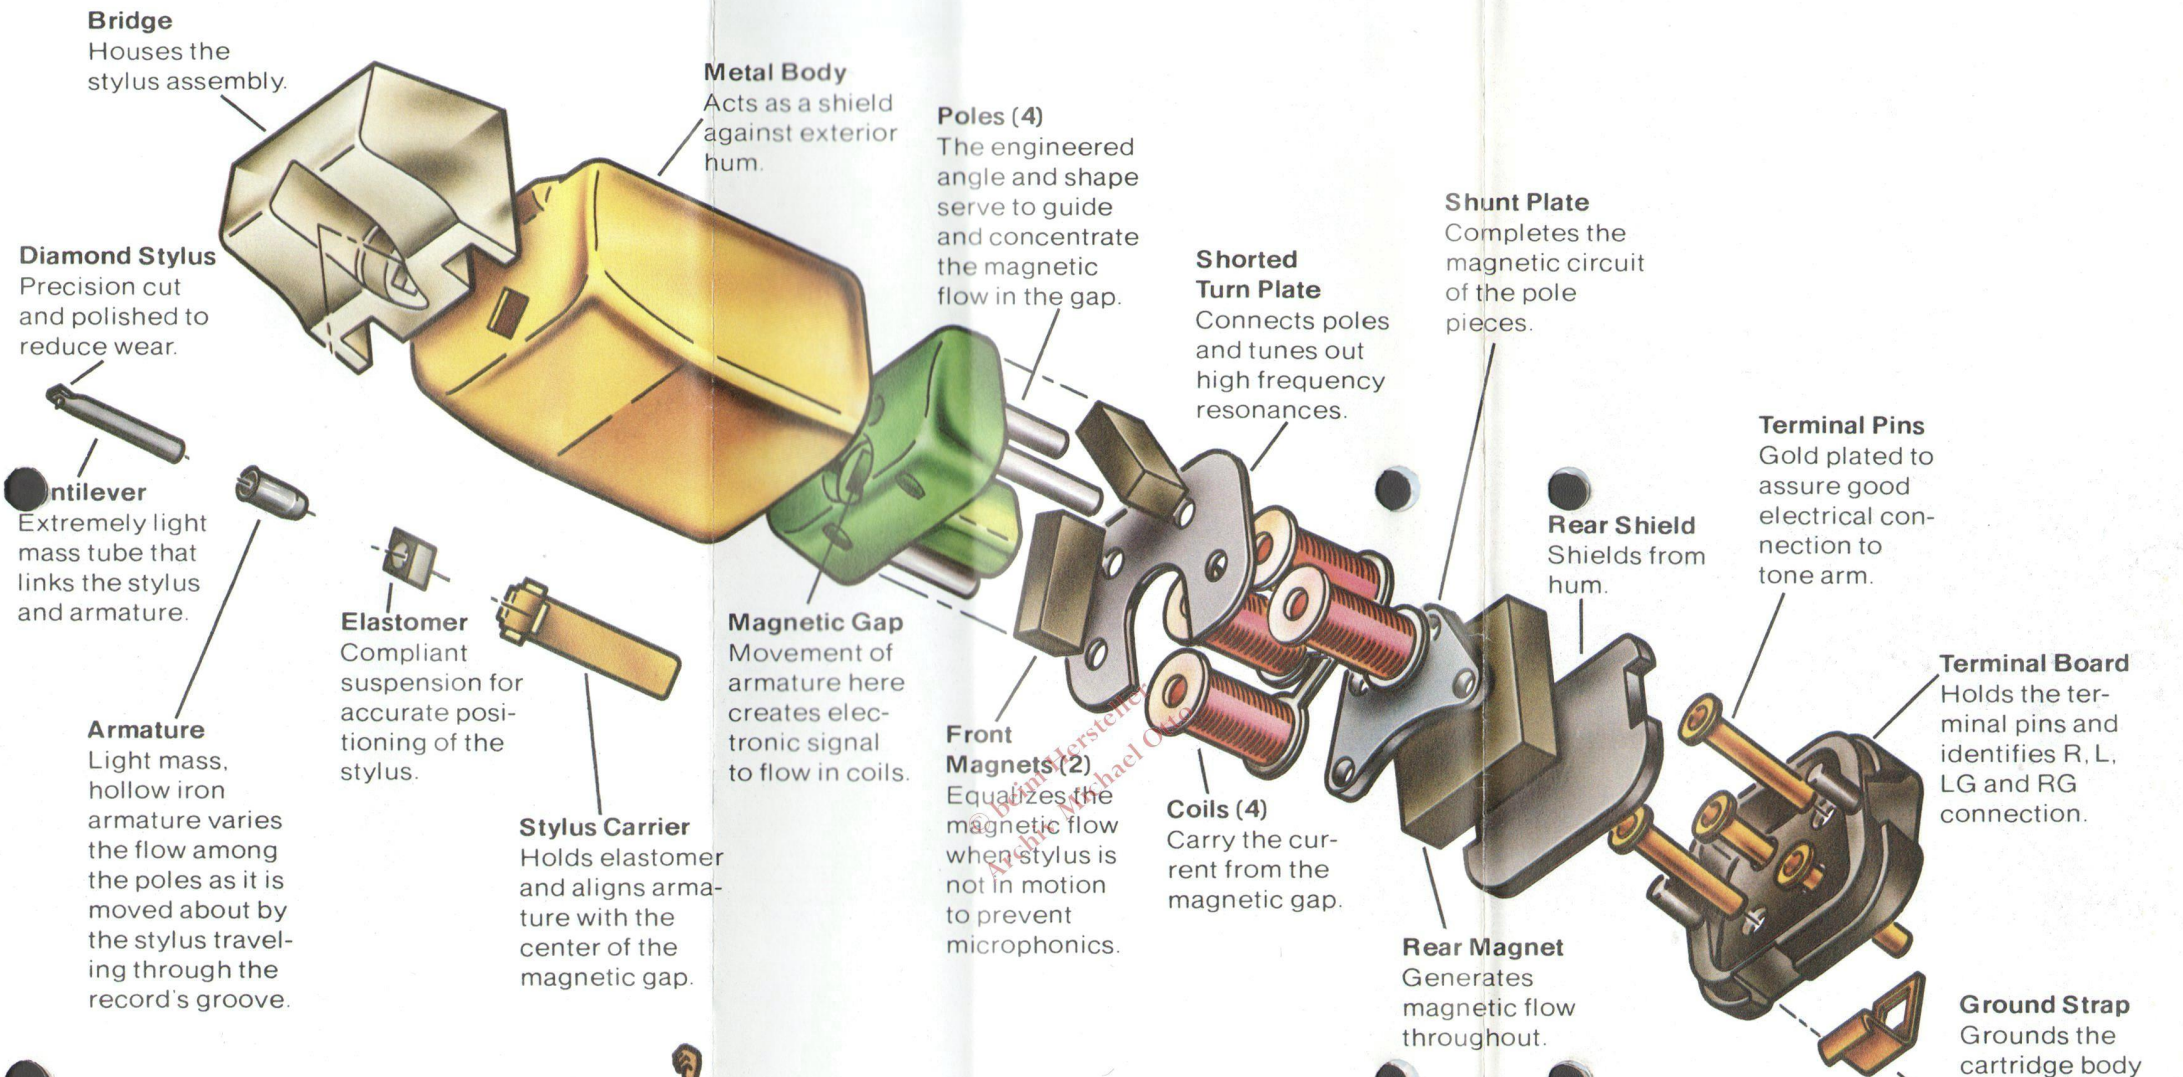 Bridge
Houses the
stylus assembly.
Metal Body
Acts as a shield
against exterior
hum.
Poles (4)
The engineered
angle and shape
serve to guide
and concentrate
the magnetic
flow in the gap.
Shunt Plate
Completes the
magnetic circuit
of the pole
pieces.
Diamond Stylus
Precision cut
and polished to
reduce wear.
Shorted
Turn Plate
Connects poles
and tunes out
high frequency
resonances.
Terminal Pins
Gold plated to
assure good
electrical con-
nection to
tone arm.
ntilever
Extremely light
mass tube that
links the stylus
and armature.
Rear Shield
Shields from
hum.
Elastomer
Compliant
suspension for
accurate posi-
tioning of the
stylus.
Magnetic Gap
Movement of
armature here
creates elec-
tronic signal
to flow in coils.
Terminal Board
Holds the ter-
minal pins and
identifies R, L,
LG and RG
connection.
Armature
Light mass,
hollow iron
armature varies
the flow among
the poles as it is
moved about by
the stylus travel-
ing through the
record's groove.
Stylus Carrier
Holds elastomer
and aligns arma-
ture with the
center of the
magnetic gap.
Front
Magnets (2)
Equalizes the
magnetic flow
when stylus is
not in motion
to prevent
microphonics.
© beim Hersteller
Archiv Michael Otto
Coils (4)
Carry the cur-
rent from the
magnetic gap.
Rear Magnet
Generates
magnetic flow
throughout.
Ground Strap
Grounds the
cartridge body